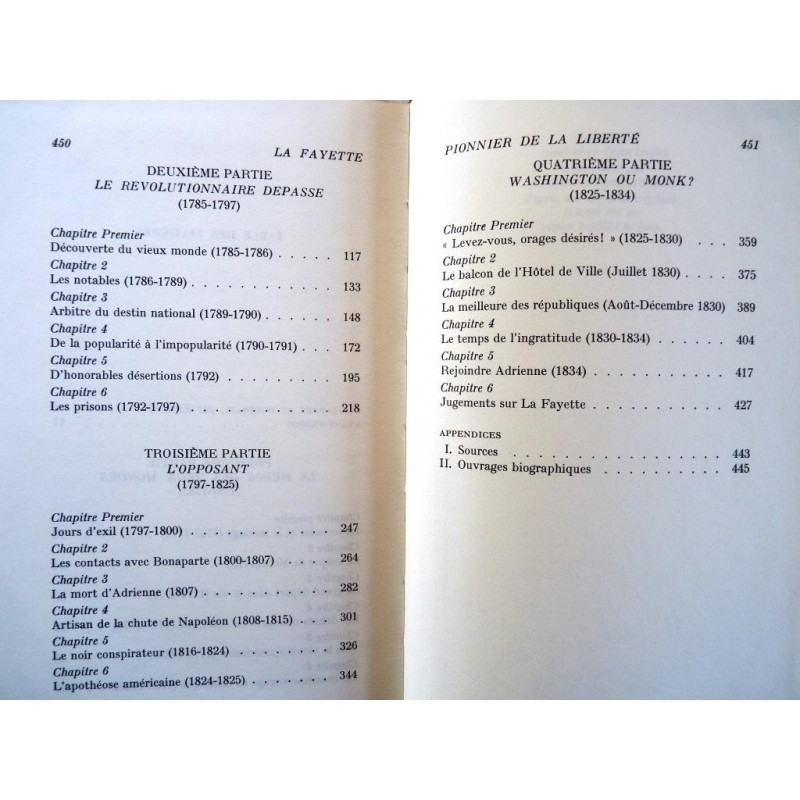 450
LA FAYETTE
DEUXIÈME PARTIE
LE REVOLUTIONNAIRE DEPASSE
(1785-1797)
Chapitre Premier
Découverte du vieux monde (1785-1786) . . . . . 117
Chapitre 2
Les notables (1786-1789) . . . . . . . . . . . 133
Chapitre 3
Arbitre du destin national (1789-1790) . . . . . . 148
Chapitre 4
De la popularité à l'impopularité (1790-1791) . . . . 172
Chapitre 5
D'honorables désertions (1792) . . . . . . . . 195
Chapitre 6
Les prisons (1792-1797) . . . . . . . . . . . 218
TROISIÈME PARTIE
L'OPPOSANT
(1797-1825)
Chapitre Premier
Jours d'exil (1797-1800) . . . . . . . . . . . 247
Chapitre 2
Les contacts avec Bonaparte (1800-1807) . . . . . 264
Chapitre 3
La mort d'Adrienne (1807) . . . . . . . . . . 282
Chapitre 4
Artisan de la chute de Napoléon (1808-1815) . . . . 301
Chapitre 5
Le noir conspirateur (1816-1824) . . . . . . . . 326
Chapitre 6
L'apothéose américaine (1824-1825) . . . . . . . 344
PIONNIER DE LA LIBERTÉ
451
QUATRIÈME PARTIE
WASHINGTON OU MONK?
(1825-1834)
Chapitre Premier
« Levez-vous, orages désirés! » (1825-1830) . . . 359
Chapitre 2
Le balcon de l'Hôtel de Ville (Juillet 1830) . . . . 375
Chapitre 3
La meilleure des républiques (Août-Décembre 1830) 389
Chapitre 4
Le temps de l'ingratitude (1830-1834) . . . . . . 404
Chapitre 5
Rejoindre Adrienne (1834) . . . . . . . . . . 417
Chapitre 6
Jugements sur La Fayette . . . . . . . . . . 427
APPENDICES
I. Sources . . . . . . . . . . . . . . . 443
II. Ouvrages biographiques . . . . . . . . . . 445